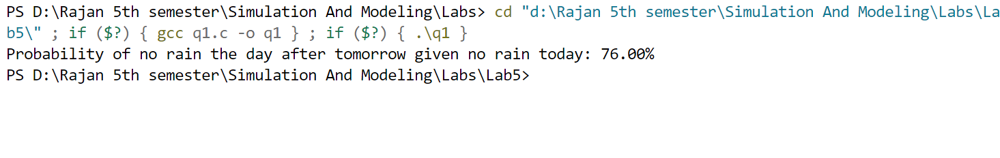 PS D:\Rajan 5th semester\Simulation And Modeling\Labs> cd "d:\Rajan 5th semester\Simulation And Modeling\Labs\La
b5\" ; if ($?) { gcc q1.c -o q1 } ; if ($?) { .\q1 }
Probability of no rain the day after tomorrow given no rain today: 76.00%
PS D:\Rajan 5th semester\Simulation And Modeling\Labs\Lab5>